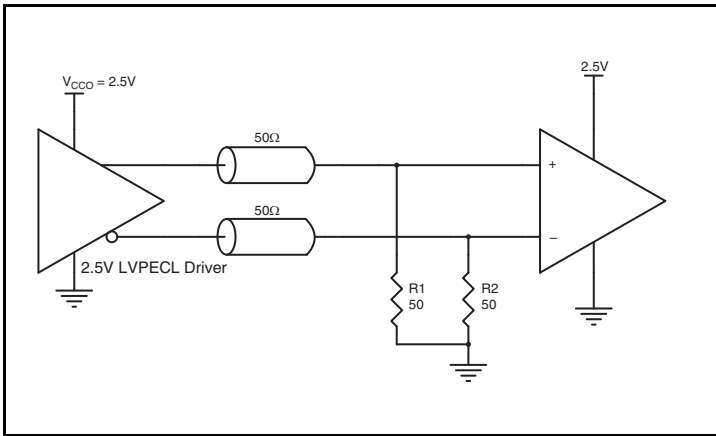 V_CCO = 2.5V
2.5V
50Ω
+
50Ω
−
2.5V LVPECL Driver
R1
50
R2
50